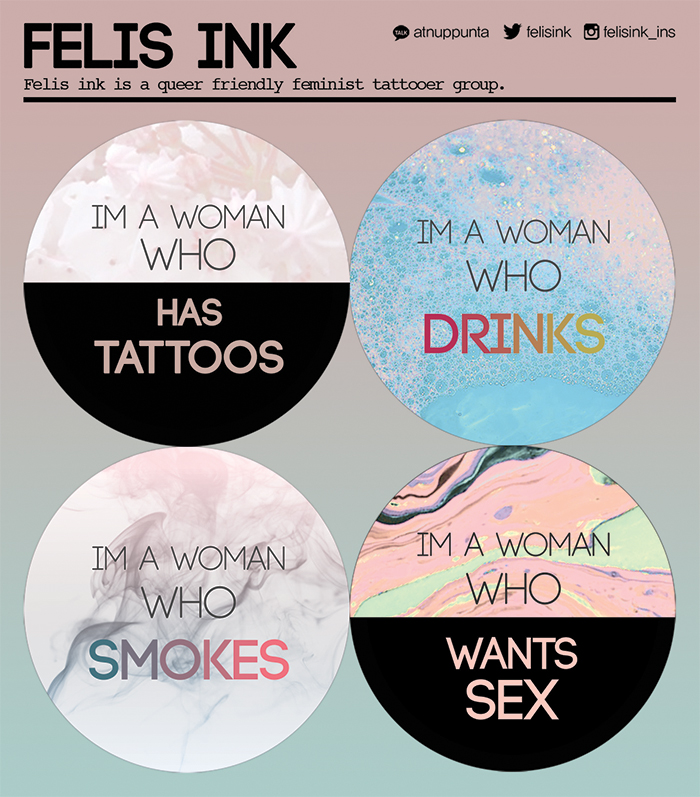 FELIS INK
TALK atnuppunta felisink felisink_ins
Felis ink is a queer friendly feminist tattooer group.
IM A WOMAN
WHO
HAS
TATTOOS
IM A WOMAN
WHO
DRINKS
IM A WOMAN
WHO
SMOKES
IM A WOMAN
WHO
WANTS
SEX